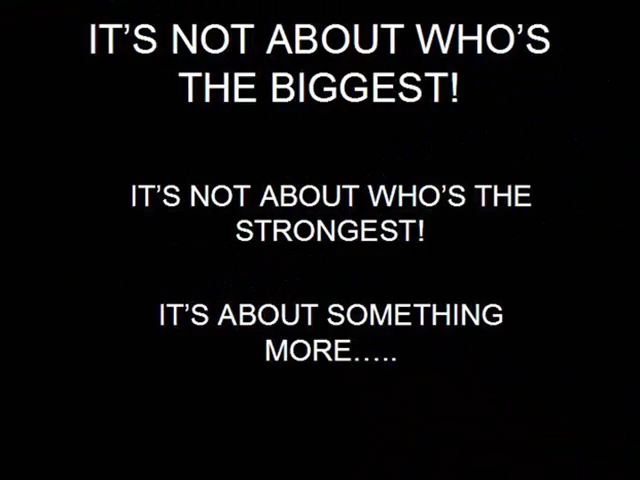 IT’S NOT ABOUT WHO’S
THE BIGGEST!
IT’S NOT ABOUT WHO’S THE
STRONGEST!
IT’S ABOUT SOMETHING
MORE…..